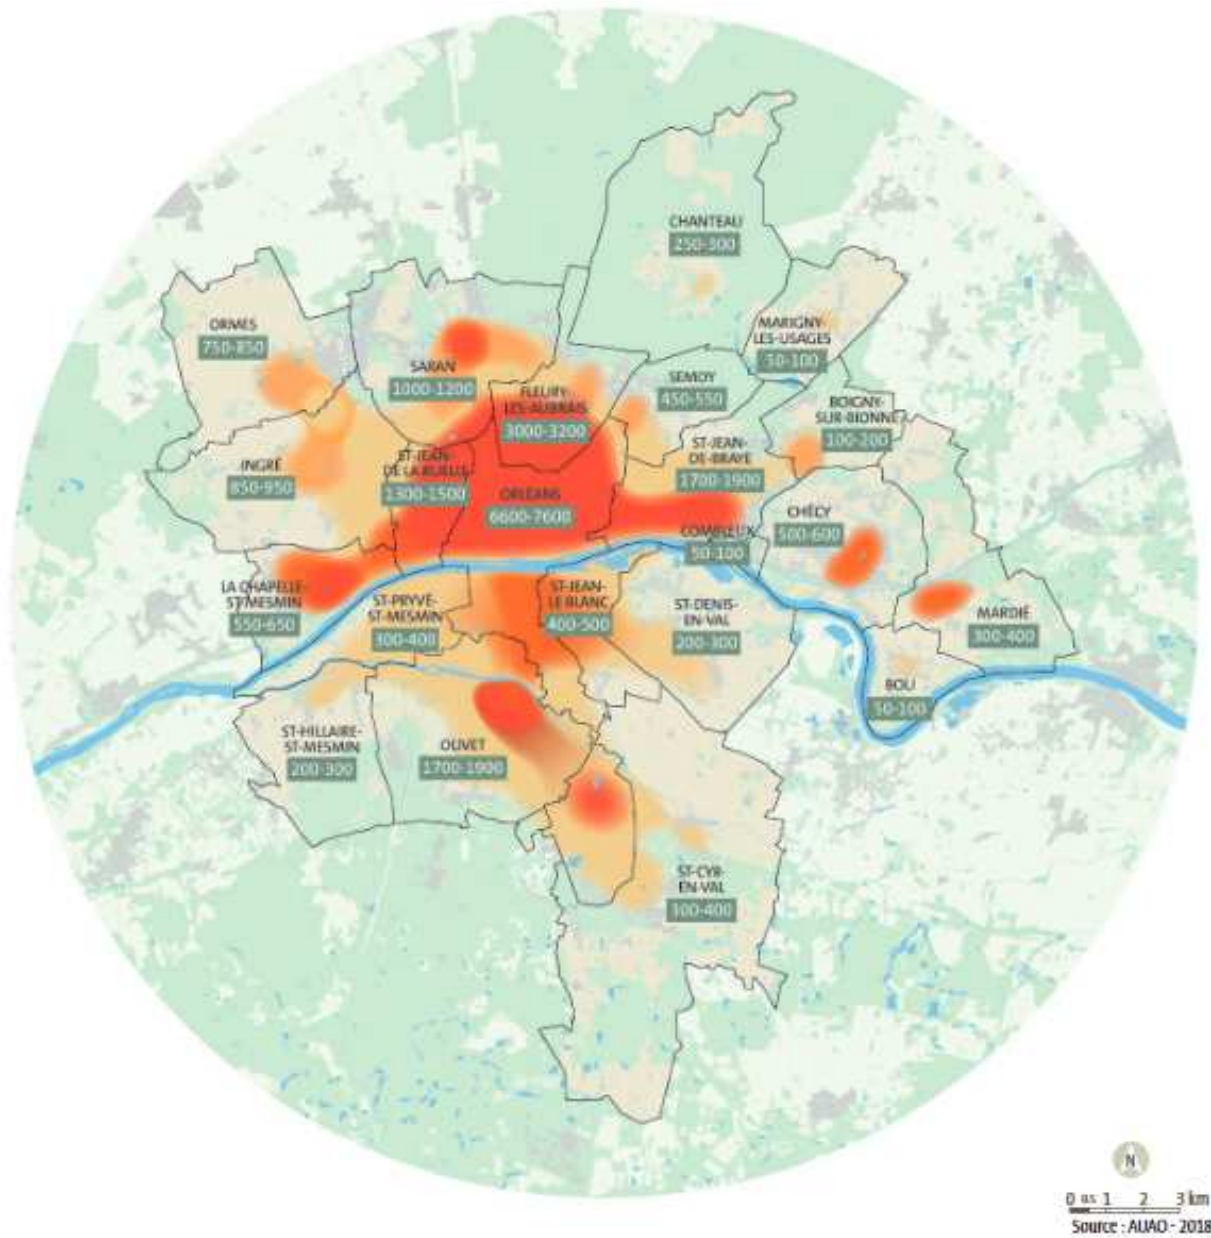 CHANTEAU
250-300
ORMES
750-850
MARIGNY-
LES-USAGES
50-100
SARAN
1000-1200
SEMOY
450-550
FLEURY-
LES-AUBRAIS
3000-3200
BOIGNY-
SUR-BIONNE
100-200
ST-JEAN-
DE-BRAYE
1700-1900
INGRÉ
850-950
ST-JEAN-
DE LA RUELLE
1300-1500
ORLÉANS
6600-7600
CHÉCY
500-600
COMBLEUX
50-100
LA CHAPELLE-
ST-MESMIN
550-650
ST-PRYVÉ-
ST-MESMIN
300-400
ST-JEAN-
LE BLANC
400-500
ST-DENIS-
EN-VAL
200-300
MARDIÉ
300-400
BOU
50-100
ST-HILLAIRE-
ST-MESMIN
200-300
OLIVET
1700-1900
ST-CYR-
EN-VAL
300-400
N
0 0.5 1 2 3 km
Source : AUAO - 2018